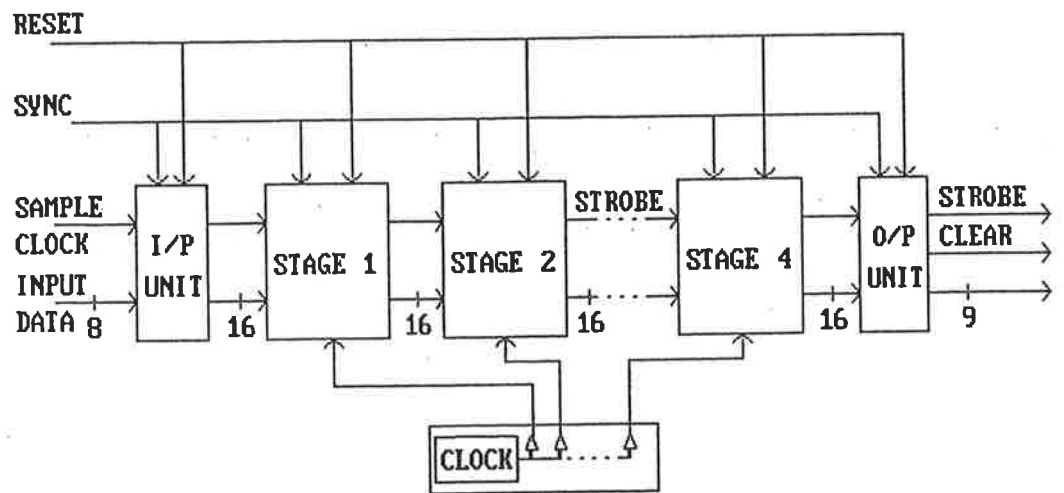 RESET
SYNC
SAMPLE
CLOCK
INPUT
DATA
8
I/P
UNIT
16
STAGE 1
16
STAGE 2
STROBE
16
STAGE 4
16
O/P
UNIT
STROBE
CLEAR
9
CLOCK